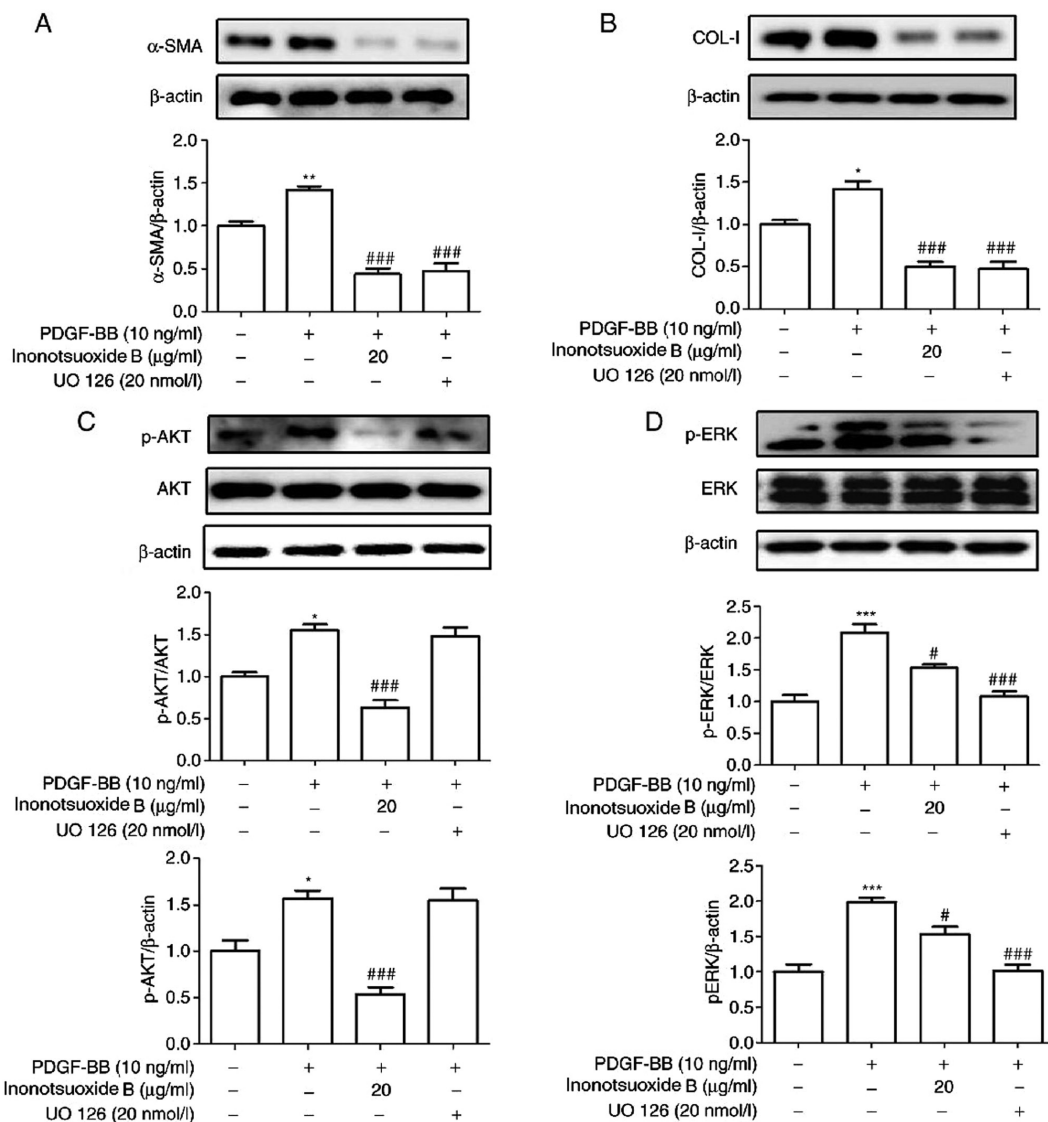 A
α-SMA
β-actin
α-SMA/β-actin
2.0
1.5
1.0
0.5
0.0
**
###
###
PDGF-BB (10 ng/ml) – + + +
Inonotsuoxide B (μg/ml) – – 20 –
UO 126 (20 nmol/l) – – – +
B
COL-I
β-actin
COL-I/β-actin
2.0
1.5
1.0
0.5
0.0
*
###
###
PDGF-BB (10 ng/ml) – + + +
Inonotsuoxide B (μg/ml) – – 20 –
UO 126 (20 nmol/l) – – – +
C
p-AKT
AKT
β-actin
p-AKT/AKT
2.0
1.5
1.0
0.5
0.0
*
###
PDGF-BB (10 ng/ml) – + + +
Inonotsuoxide B (μg/ml) – – 20 –
UO 126 (20 nmol/l) – – – +
p-AKT/β-actin
2.0
1.5
1.0
0.5
0.0
*
###
PDGF-BB (10 ng/ml) – + + +
Inonotsuoxide B (μg/ml) – – 20 –
UO 126 (20 nmol/l) – – – +
D
p-ERK
ERK
β-actin
p-ERK/ERK
2.5
2.0
1.5
1.0
0.5
0.0
***
#
###
PDGF-BB (10 ng/ml) – + + +
Inonotsuoxide B (μg/ml) – – 20 –
UO 126 (20 nmol/l) – – – +
pERK/β-actin
2.5
2.0
1.5
1.0
0.5
0.0
***
#
###
PDGF-BB (10 ng/ml) – + + +
Inonotsuoxide B (μg/ml) – – 20 –
UO 126 (20 nmol/l) – – – +